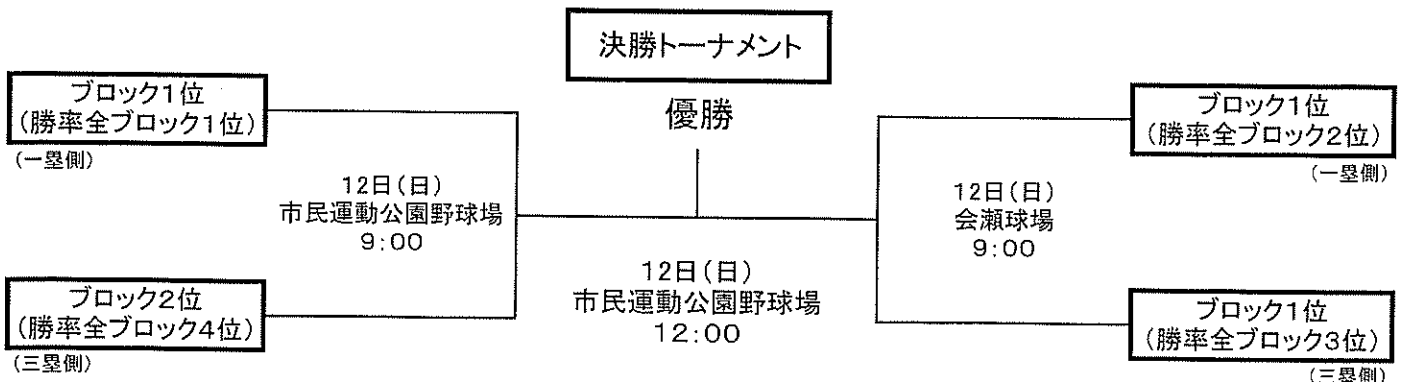 決勝トーナメント
優勝
ブロック1位
(勝率全ブロック1位)
(一塁側)
12日(日)
市民運動公園野球場
9:00
ブロック2位
(勝率全ブロック4位)
(三塁側)
12日(日)
市民運動公園野球場
12:00
ブロック1位
(勝率全ブロック2位)
(一塁側)
12日(日)
会瀬球場
9:00
ブロック1位
(勝率全ブロック3位)
(三塁側)